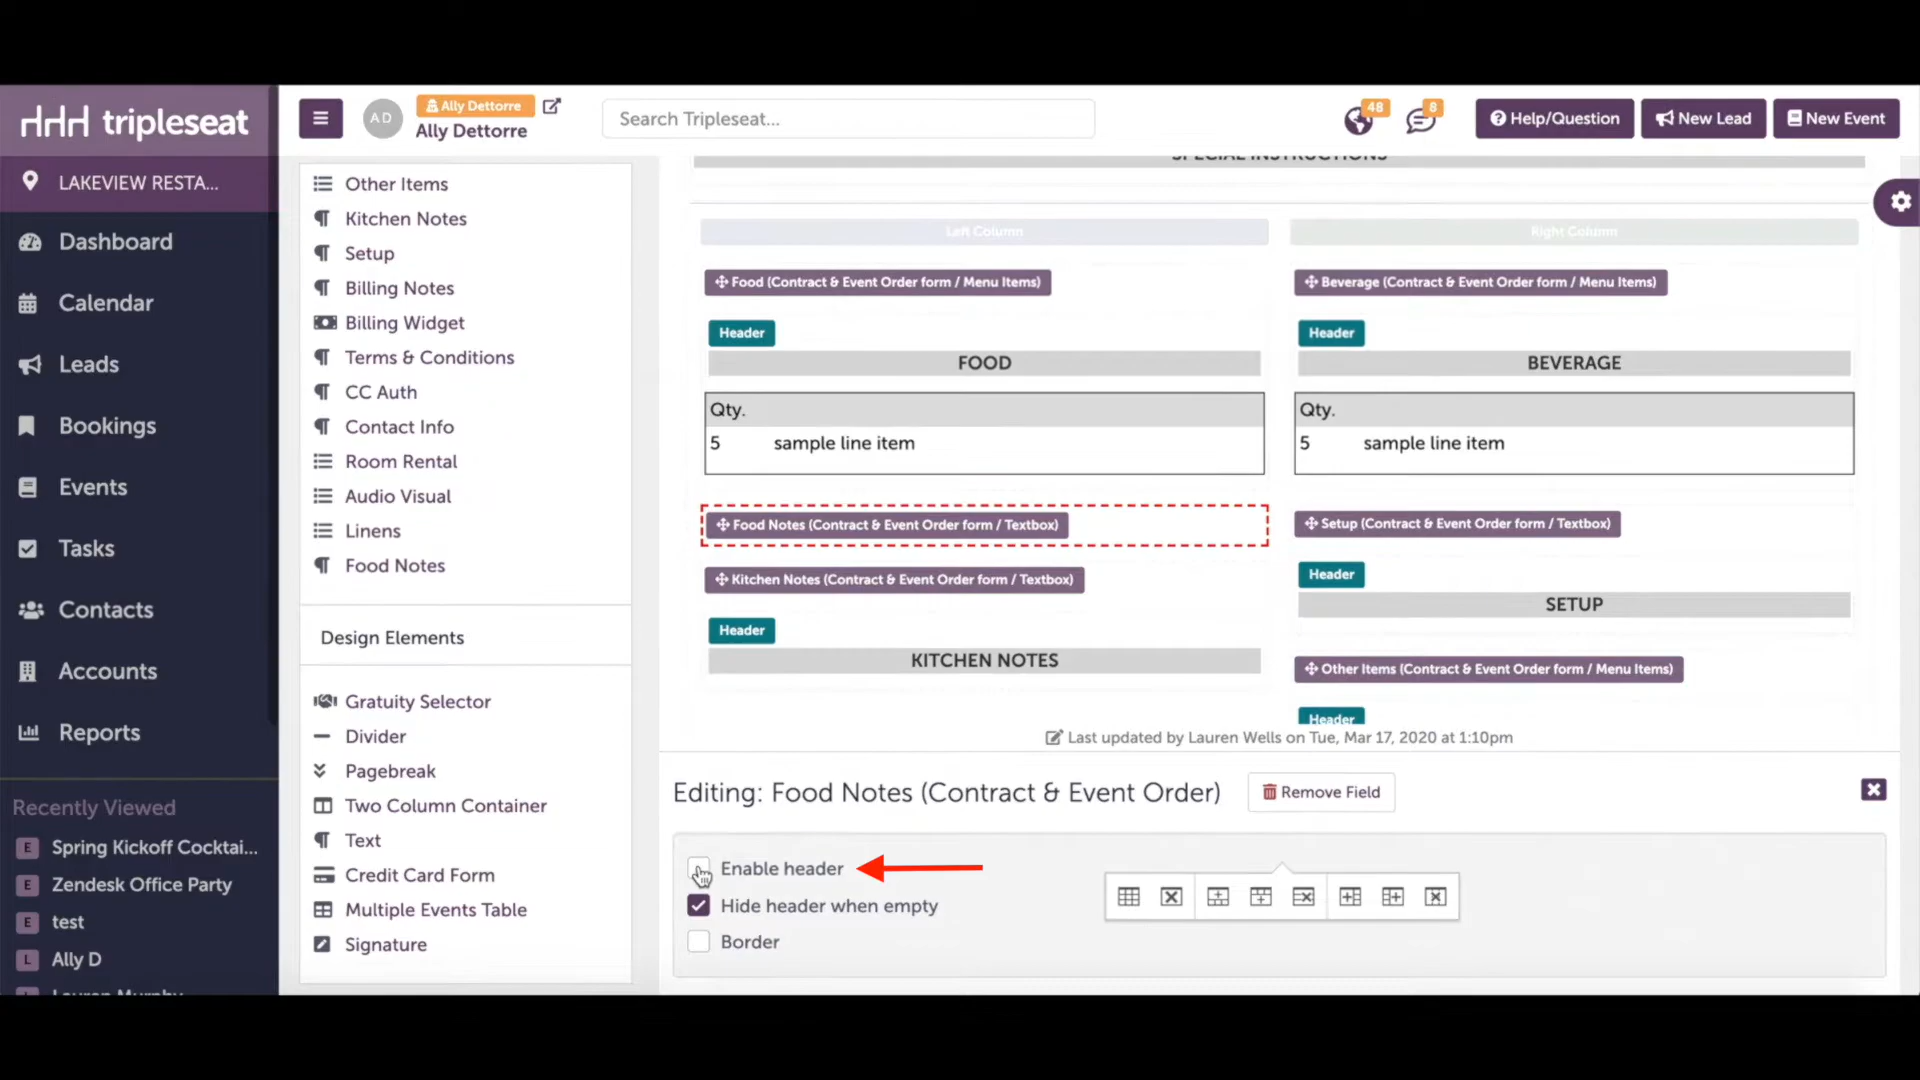 tripleseat
LAKEVIEW RESTA...
Dashboard
Calendar
Leads
Bookings
Events
Tasks
Contacts
Accounts
Reports
Recently Viewed
E Spring Kickoff Cocktai...
E Zendesk Office Party
E test
L Ally D
Lauren Murphy
AD
Ally Dettorre
Ally Dettorre
Search Tripleseat...
48
8
Help/Question
New Lead
New Event
Other Items
Kitchen Notes
Setup
Billing Notes
Billing Widget
Terms & Conditions
CC Auth
Contact Info
Room Rental
Audio Visual
Linens
Food Notes
Design Elements
Gratuity Selector
Divider
Pagebreak
Two Column Container
Text
Credit Card Form
Multiple Events Table
Signature
SPECIAL INSTRUCTIONS
Left Column
Food (Contract & Event Order form / Menu Items)
Header
FOOD
Qty.
5 sample line item
Food Notes (Contract & Event Order form / Textbox)
Kitchen Notes (Contract & Event Order form / Textbox)
Header
KITCHEN NOTES
Right Column
Beverage (Contract & Event Order form / Menu Items)
Header
BEVERAGE
Qty.
5 sample line item
Setup (Contract & Event Order form / Textbox)
Header
SETUP
Other Items (Contract & Event Order form / Menu Items)
Header
Last updated by Lauren Wells on Tue, Mar 17, 2020 at 1:10pm
Editing: Food Notes (Contract & Event Order)
Remove Field
Enable header
Hide header when empty
Border